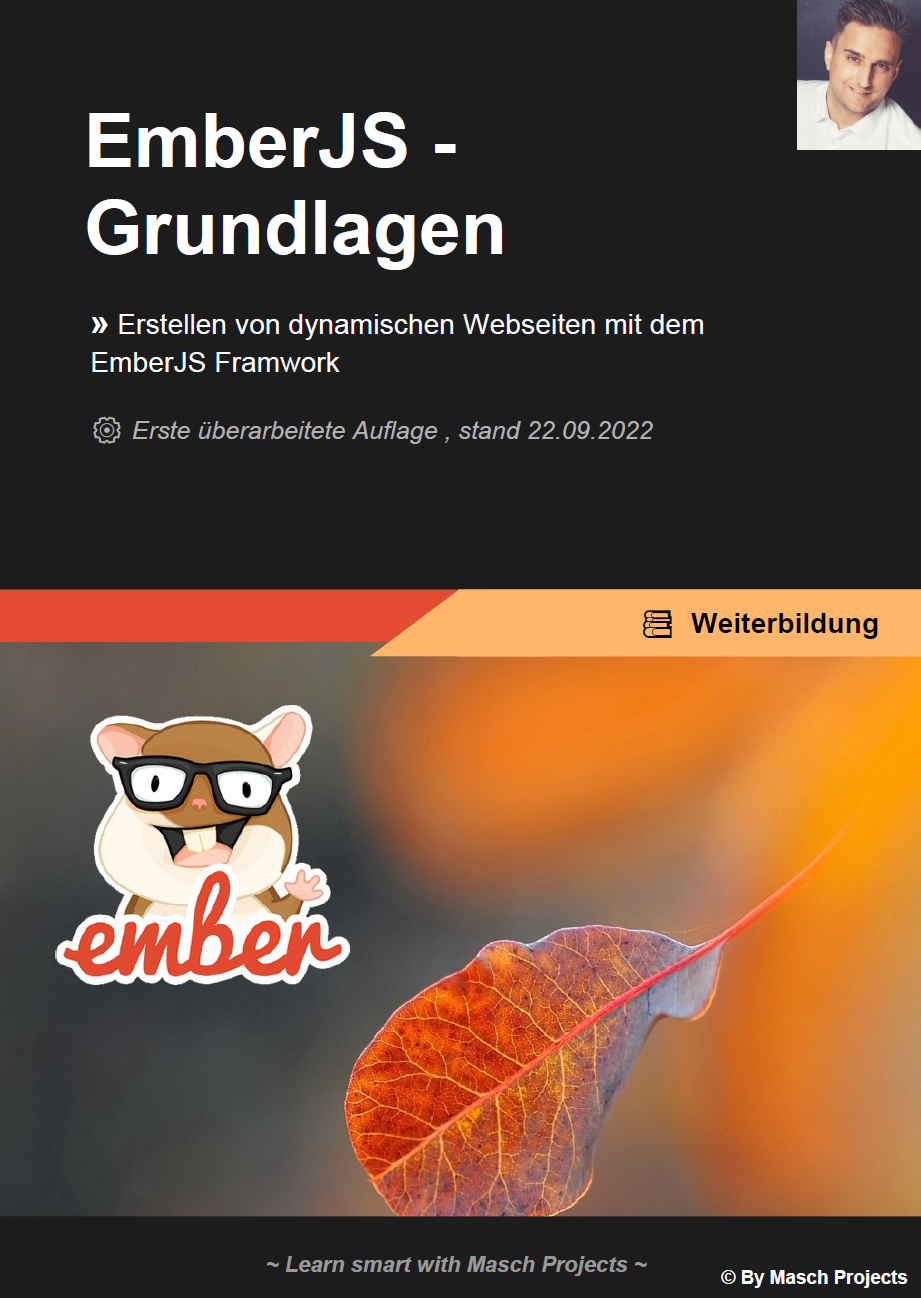 EmberJS -
Grundlagen
» Erstellen von dynamischen Webseiten mit dem
EmberJS Framwork
Erste überarbeitete Auflage , stand 22.09.2022
Weiterbildung
ember
~ Learn smart with Masch Projects ~
© By Masch Projects